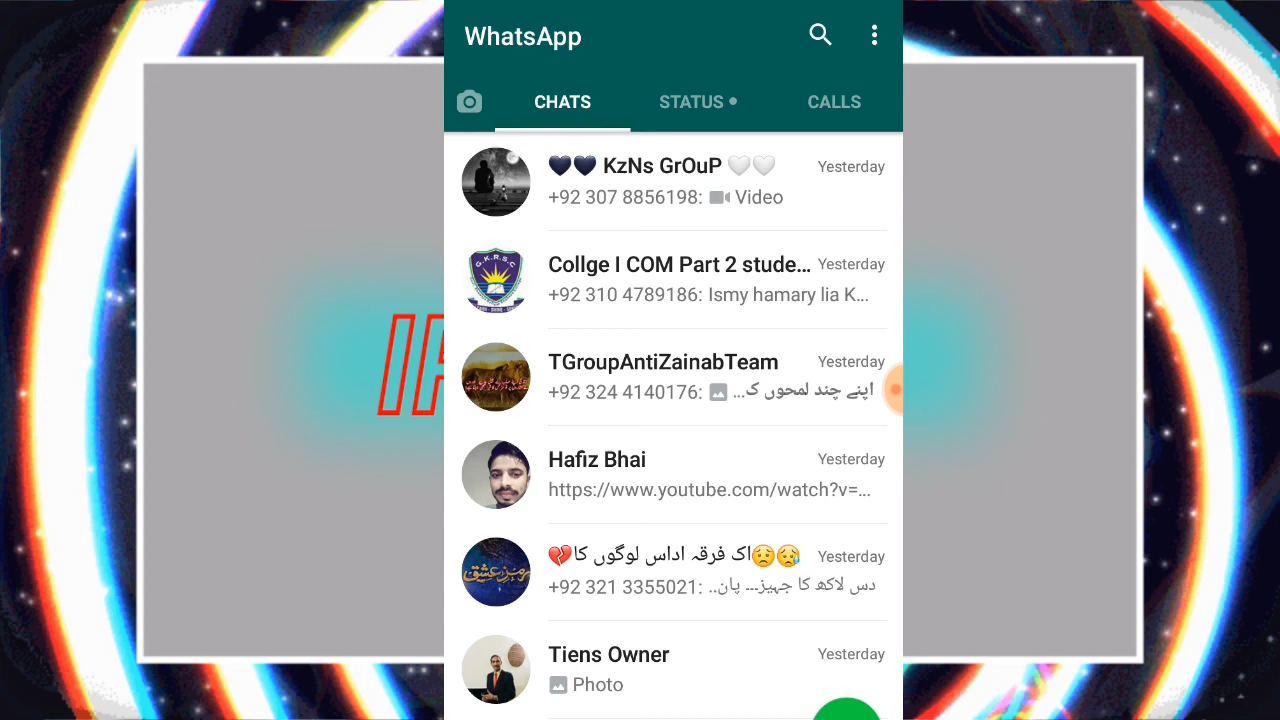 WhatsApp
CHATS
STATUS
CALLS
🖤🖤 KzNs GrOuP 🤍🤍
Yesterday
+92 307 8856198: Video
G.K.R.S.C
Collge I COM Part 2 stude...
Yesterday
+92 310 4789186: Ismy hamary lia K...
TGroupAntiZainabTeam
Yesterday
+92 324 4140176: اپنے چند لمحوں ک...
Hafiz Bhai
Yesterday
https://www.youtube.com/watch?v=...
💔اک فرقہ اداس لوگوں کا😟😥
Yesterday
رمزِعشق
+92 321 3355021: دس لاکھ کا جہیز... پان..
Tiens Owner
Yesterday
Photo